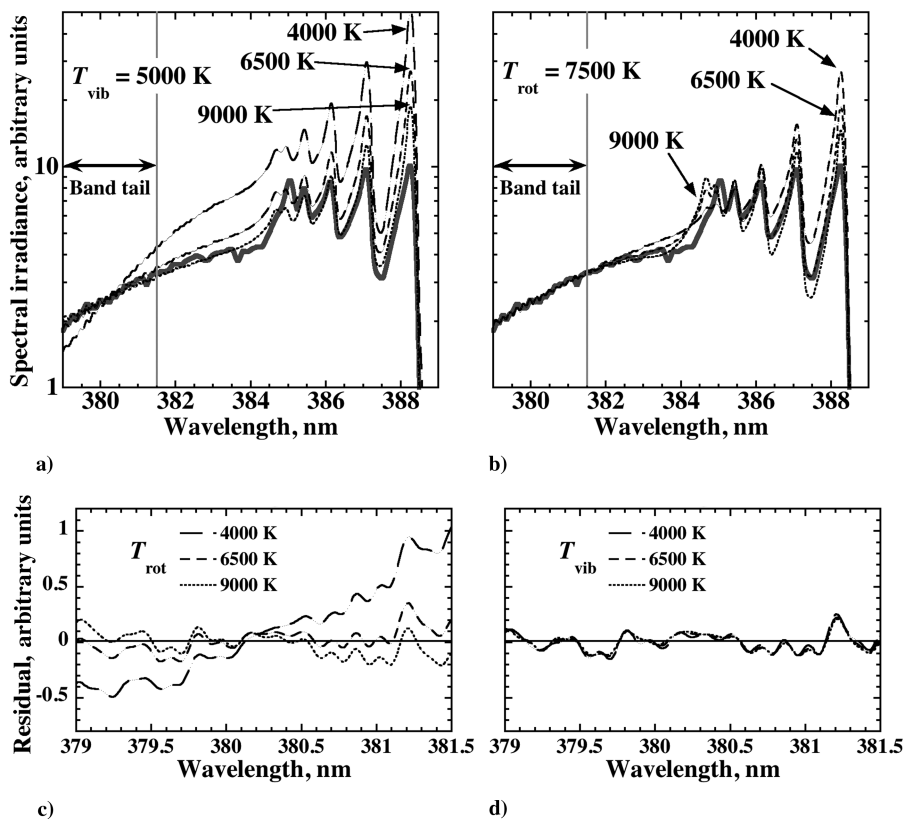 Spectral irradiance, arbitrary units
10
1
T vib = 5000 K
4000 K
6500 K
9000 K
Band tail
380 382 384 386 388
Wavelength, nm
a)
T rot = 7500 K
4000 K
6500 K
9000 K
Band tail
380 382 384 386 388
Wavelength, nm
b)
Residual, arbitrary units
1
0.5
0
-0.5
T rot
4000 K
6500 K
9000 K
379 379.5 380 380.5 381 381.5
Wavelength, nm
c)
T vib
4000 K
6500 K
9000 K
379 379.5 380 380.5 381 381.5
Wavelength, nm
d)